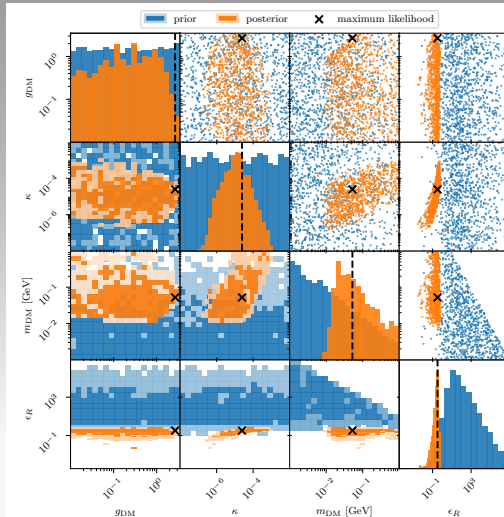 prior posterior maximum likelihood
g_DM 10^0 10^{-1}
κ 10^{-4} 10^{-6}
m_DM [GeV] 10^{-1} 10^{-2}
ϵ_R 10^3 10^{-1}
10^{-1} 10^0 10^{-6} 10^{-4} 10^{-2} 10^{-1} 10^{-1} 10^3
g_DM κ m_DM [GeV] ϵ_R